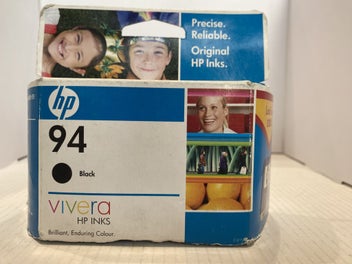 Precise.
Reliable.
Original
HP Inks.
hp
94
Black
vivera
HP INKS
Brilliant, Enduring Colour.